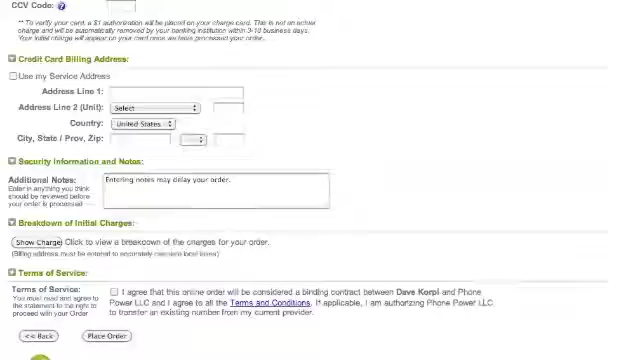 CCV Code:
** To verify your card, a $1 authorization will be placed on your charge card. This is not an actual
charge and will be automatically removed by your banking institution within 3-10 business days.
Your initial charge will appear on your card once we have processed your order.
Credit Card Billing Address:
Use my Service Address
Address Line 1:
Address Line 2 (Unit): Select
Country: United States
City, State / Prov, Zip:
Security Information and Notes:
Additional Notes: Entering notes may delay your order.
Enter in anything you think
should be reviewed before
your order is processed
Breakdown of Initial Charges:
Show Charge Click to view a breakdown of the charges for your order.
(Billing address must be entered to accurately calculate local taxes)
Terms of Service:
Terms of Service: I agree that this online order will be considered a binding contract between Dave Korpi and Phone
You must read and agree to Power LLC and I agree to all the Terms and Conditions. If applicable, I am authorizing Phone Power LLC
the statement to the right to to transfer an existing number from my current provider.
proceed with your Order
<< Back Place Order